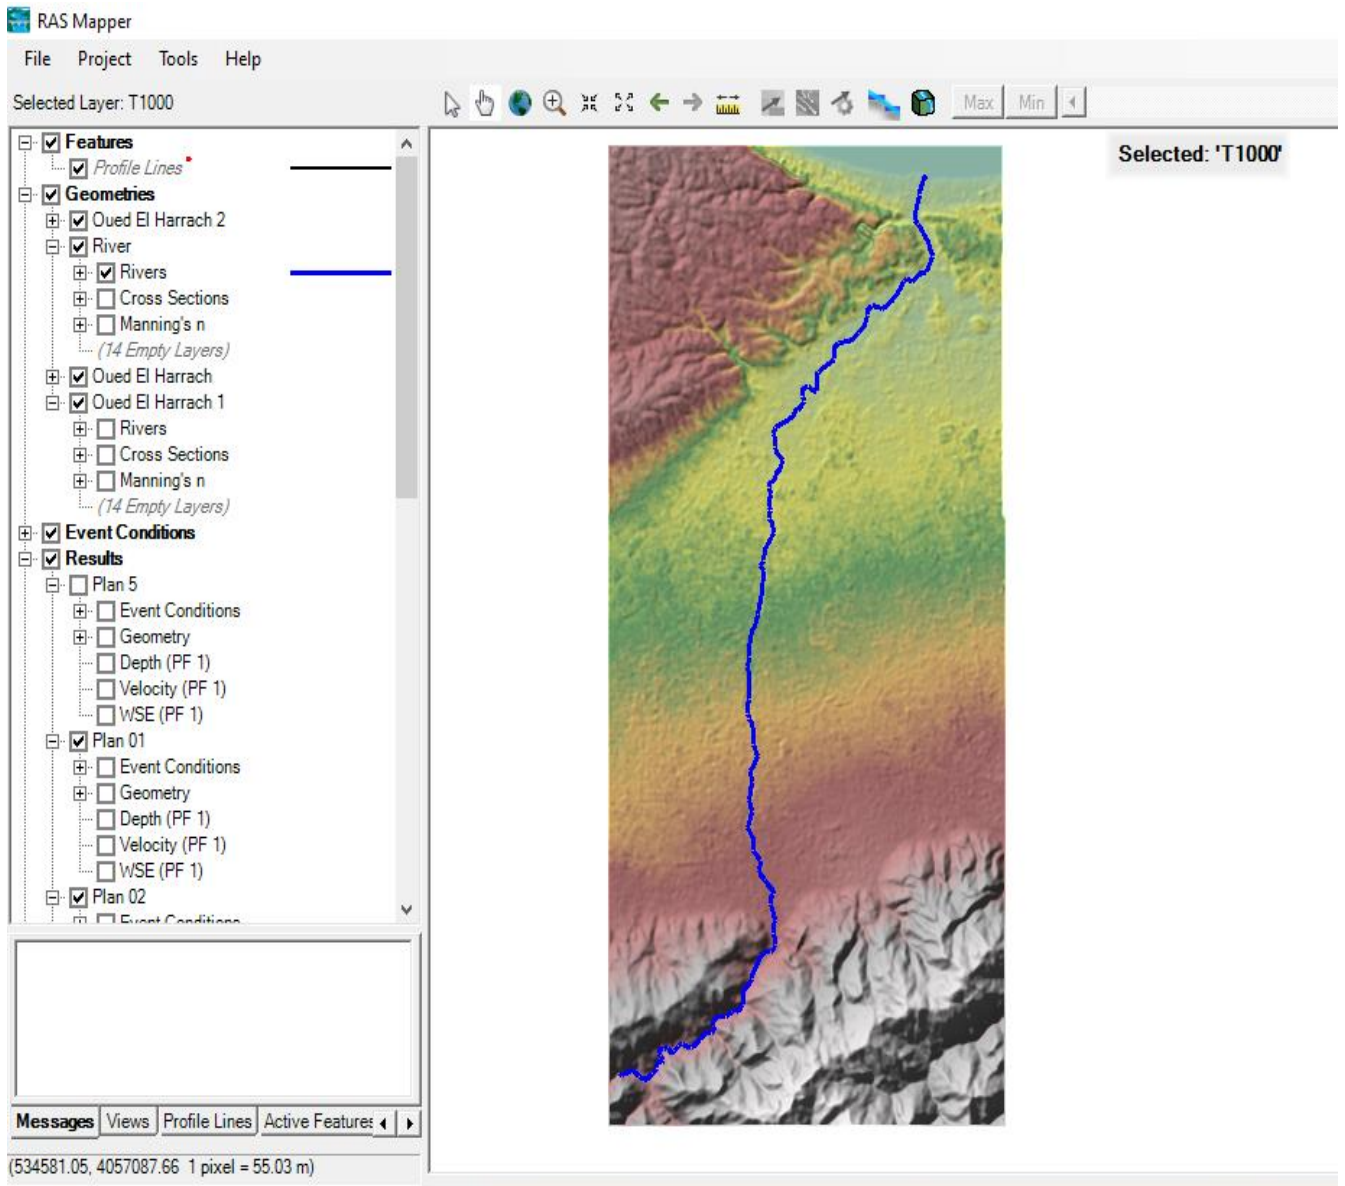 RAS Mapper
File Project Tools Help
Selected Layer: T1000
Max Min
Features
Profile Lines
Geometries
Oued El Harrach 2
River
Rivers
Cross Sections
Manning's n
(14 Empty Layers)
Oued El Harrach
Oued El Harrach 1
Rivers
Cross Sections
Manning's n
(14 Empty Layers)
Event Conditions
Results
Plan 5
Event Conditions
Geometry
Depth (PF 1)
Velocity (PF 1)
WSE (PF 1)
Plan 01
Event Conditions
Geometry
Depth (PF 1)
Velocity (PF 1)
WSE (PF 1)
Plan 02
Event Conditions
Selected: 'T1000'
Messages Views Profile Lines Active Features
(534581.05, 4057087.66 1 pixel = 55.03 m)